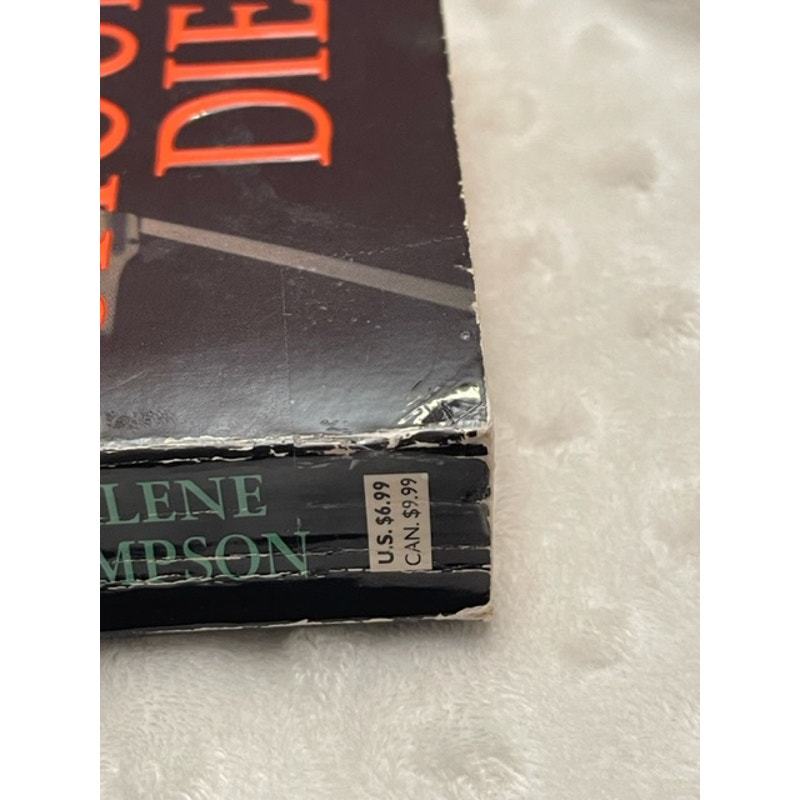 DIE
LENE
MPSON
U.S. $6.99
CAN. $9.99